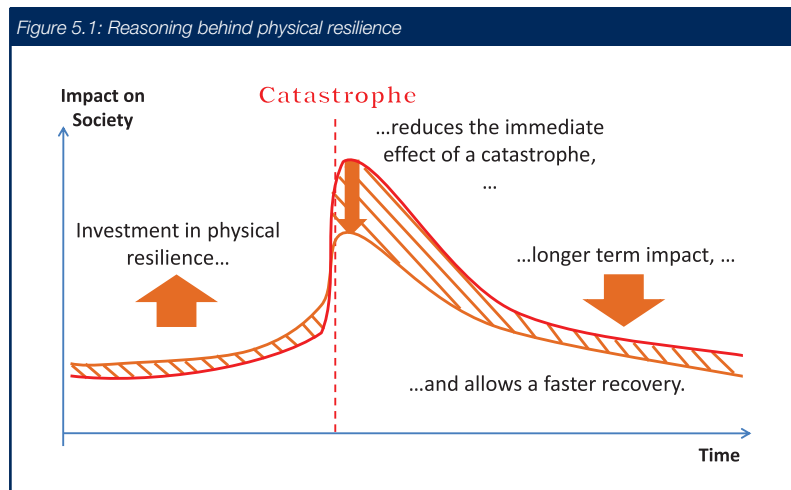 Figure 5.1: Reasoning behind physical resilience
Impact on
Society
Catastrophe
...reduces the immediate
effect of a catastrophe,
...
Investment in physical
resilience...
...longer term impact, ...
...and allows a faster recovery.
Time